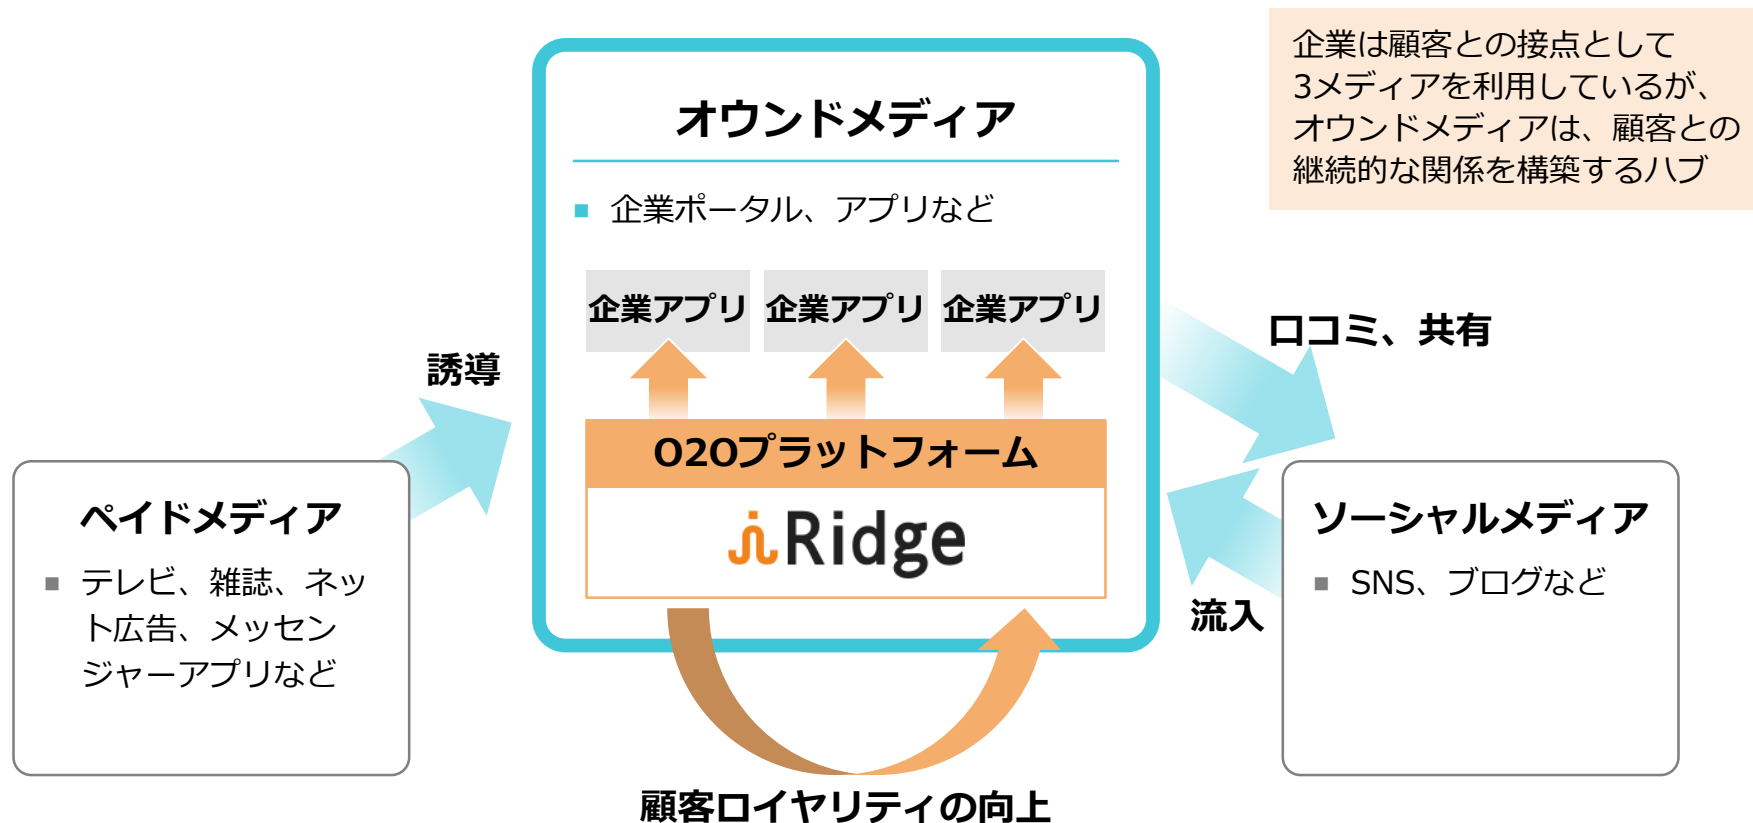 企業は顧客との接点として
3メディアを利用しているが、
オウンドメディアは、顧客との
継続的な関係を構築するハブ
オウンドメディア
企業ポータル、アプリなど
企業アプリ 企業アプリ 企業アプリ
O2Oプラットフォーム
Ridge
誘導
ペイドメディア
テレビ、雑誌、ネッ
ト広告、メッセン
ジャーアプリなど
口コミ、共有
流入
ソーシャルメディア
SNS、ブログなど
顧客ロイヤリティの向上